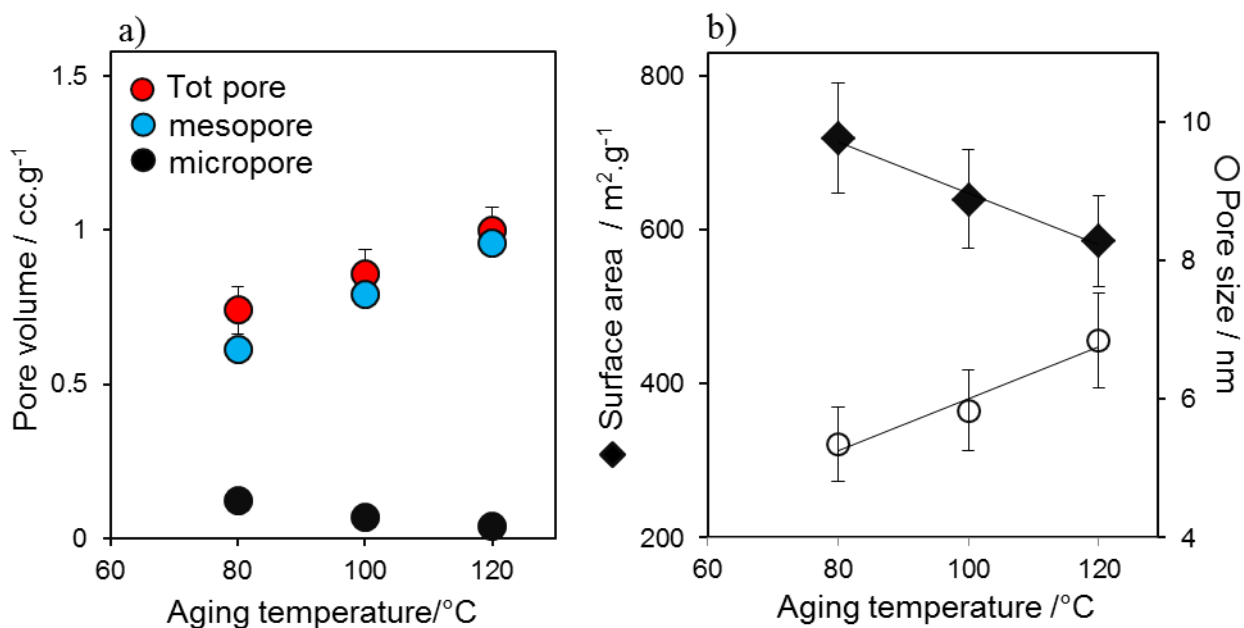 a)
1.5
1
0.5
0
60
80
100
120
Tot pore
mesopore
micropore
Pore volume / cc.g⁻¹
Aging temperature/°C
b)
800
600
400
200
60
80
100
120
10
8
6
4
Surface area / m².g⁻¹
Pore size / nm
Aging temperature /°C